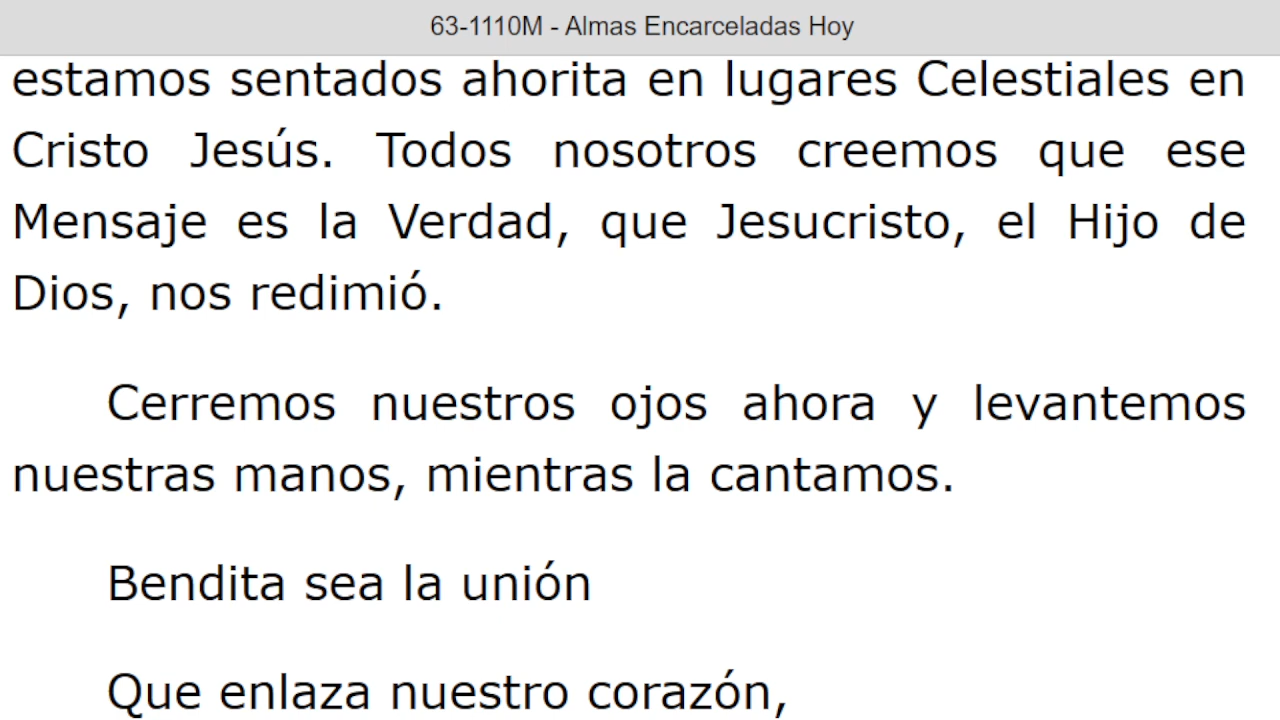 63-1110M - Almas Encarceladas Hoy
estamos sentados ahorita en lugares Celestiales en
Cristo Jesús. Todos nosotros creemos que ese
Mensaje es la Verdad, que Jesucristo, el Hijo de
Dios, nos redimió.
Cerremos nuestros ojos ahora y levantemos
nuestras manos, mientras la cantamos.
Bendita sea la unión
Que enlaza nuestro corazón,